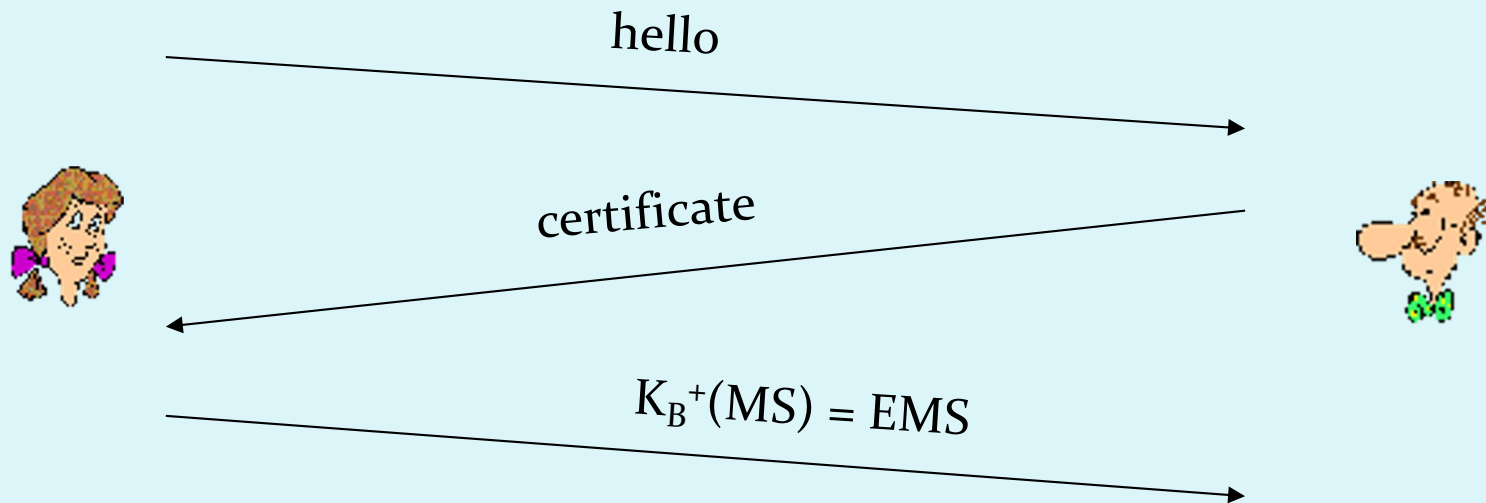 hello
certificate
K_B^+(MS) = EMS